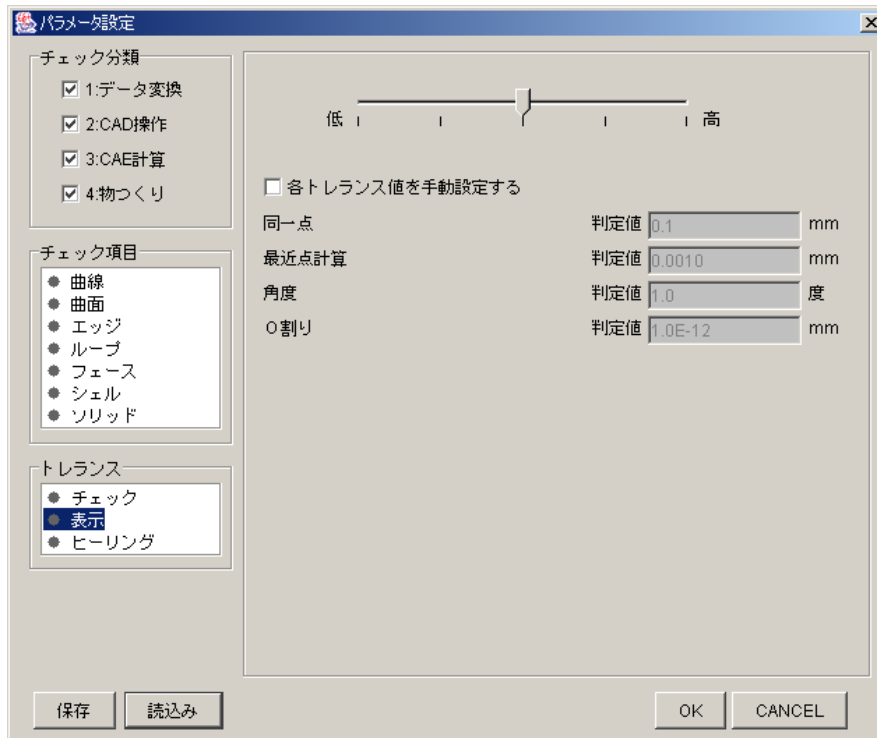 パラメータ設定
チェック分類
1:データ変換
2:CAD操作
3:CAE計算
4:物つくり
チェック項目
曲線
曲面
エッジ
ループ
フェース
シェル
ソリッド
トレランス
チェック
表示
ヒーリング
低 高
各トレランス値を手動設定する
同一点 判定値 0.1 mm
最近点計算 判定値 0.0010 mm
角度 判定値 1.0 度
0割り 判定値 1.0E-12 mm
保存 読込み OK CANCEL